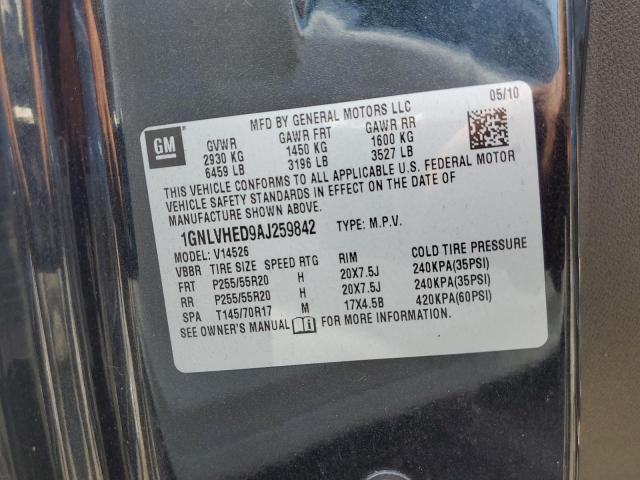 MFD BY GENERAL MOTORS LLC 05/10
GM
GVWR GAWR FRT GAWR RR
2930 KG 1450 KG 1600 KG
6459 LB 3196 LB 3527 LB
THIS VEHICLE CONFORMS TO ALL APPLICABLE U.S. FEDERAL MOTOR
VEHICLE SAFETY STANDARDS IN EFFECT ON THE DATE OF
MANUFACTURE SHOWN ABOVE.
1GNLVHED9AJ259842 TYPE: M.P.V.
MODEL: V14526
VBBR TIRE SIZE SPEED RTG RIM COLD TIRE PRESSURE
FRT P255/55R20 H 20X7.5J 240KPA(35PSI)
RR P255/55R20 H 20X7.5J 240KPA(35PSI)
SPA T145/70R17 M 17X4.5B 420KPA(60PSI)
SEE OWNER'S MANUAL FOR MORE INFORMATION.